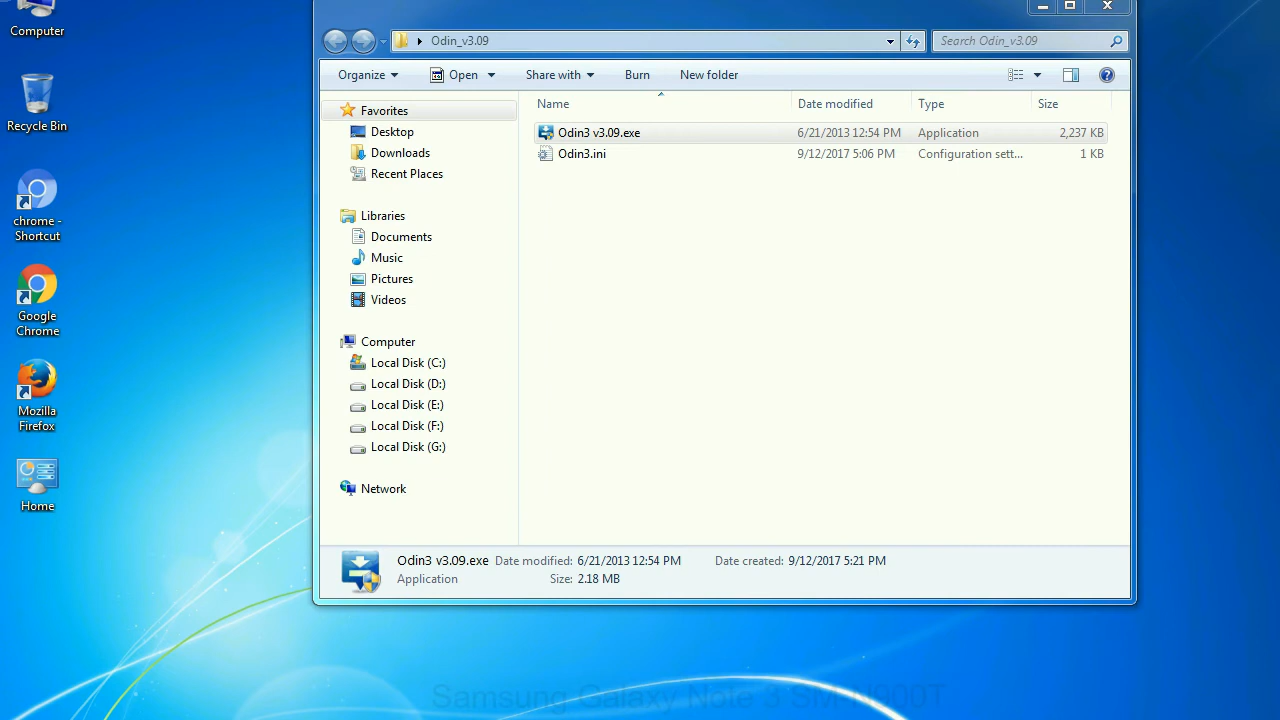 Computer
Recycle Bin
chrome -
Shortcut
Google
Chrome
Mozilla
Firefox
Home
Odin_v3.09
Search Odin_v3.09
Organize
Open
Share with
Burn
New folder
Favorites
Desktop
Downloads
Recent Places
Libraries
Documents
Music
Pictures
Videos
Computer
Local Disk (C:)
Local Disk (D:)
Local Disk (E:)
Local Disk (F:)
Local Disk (G:)
Network
Name Date modified Type Size
Odin3 v3.09.exe 6/21/2013 12:54 PM Application 2,237 KB
Odin3.ini 9/12/2017 5:06 PM Configuration sett... 1 KB
Odin3 v3.09.exe Date modified: 6/21/2013 12:54 PM Date created: 9/12/2017 5:21 PM
Application Size: 2.18 MB
Samsung Galaxy Note 3 SM-N900T